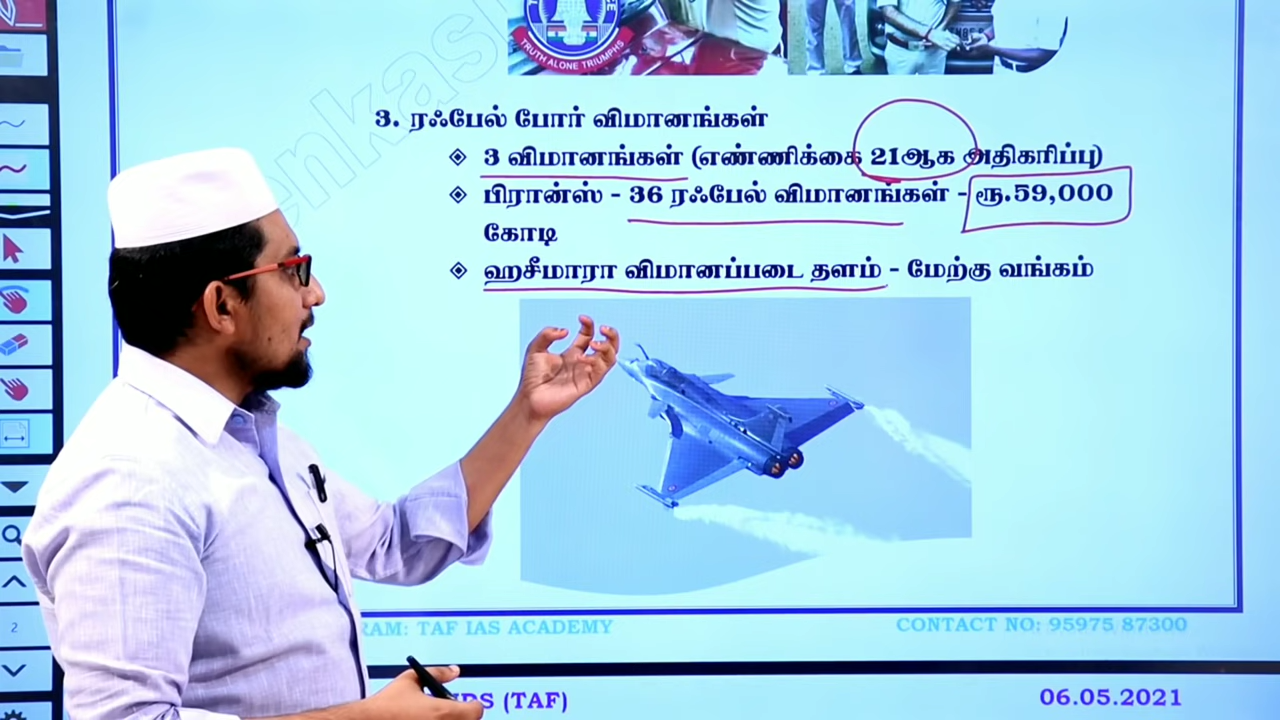 TRUTH ALONE TRIUMPHS
3. ரஃபேல் போர் விமானங்கள்
3 விமானங்கள் (எண்ணிக்கை 21ஆக அதிகரிப்பு)
பிரான்ஸ் - 36 ரஃபேல் விமானங்கள் - ரூ.59,000
கோடி
ஹசீமாரா விமானப்படை தளம் - மேற்கு வங்கம்
2
RAM: TAF IAS ACADEMY
CONTACT NO: 95975 87300
(TAF)
06.05.2021